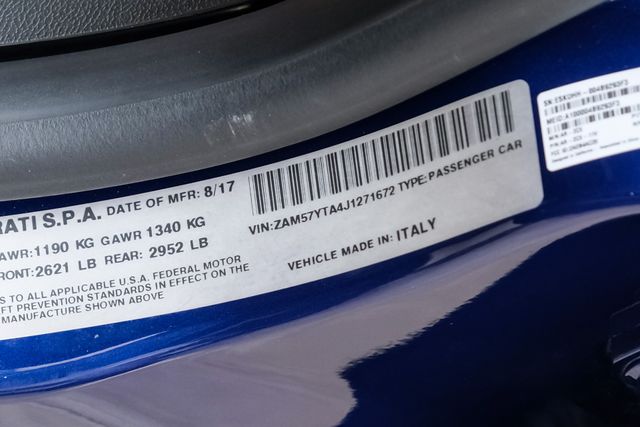 RATI S.P.A. DATE OF MFR: 8/17
AWR:1190 KG GAWR 1340 KG
FRONT:2621 LB REAR: 2952 LB
S TO ALL APPLICABLE U.S.A. FEDERAL MOTOR
FT PREVENTION STANDARDS IN EFFECT ON THE
MANUFACTURE SHOWN ABOVE
VIN:ZAM57YTA4J1271672 TYPE:PASSENGER CAR
VEHICLE MADE IN: ITALY